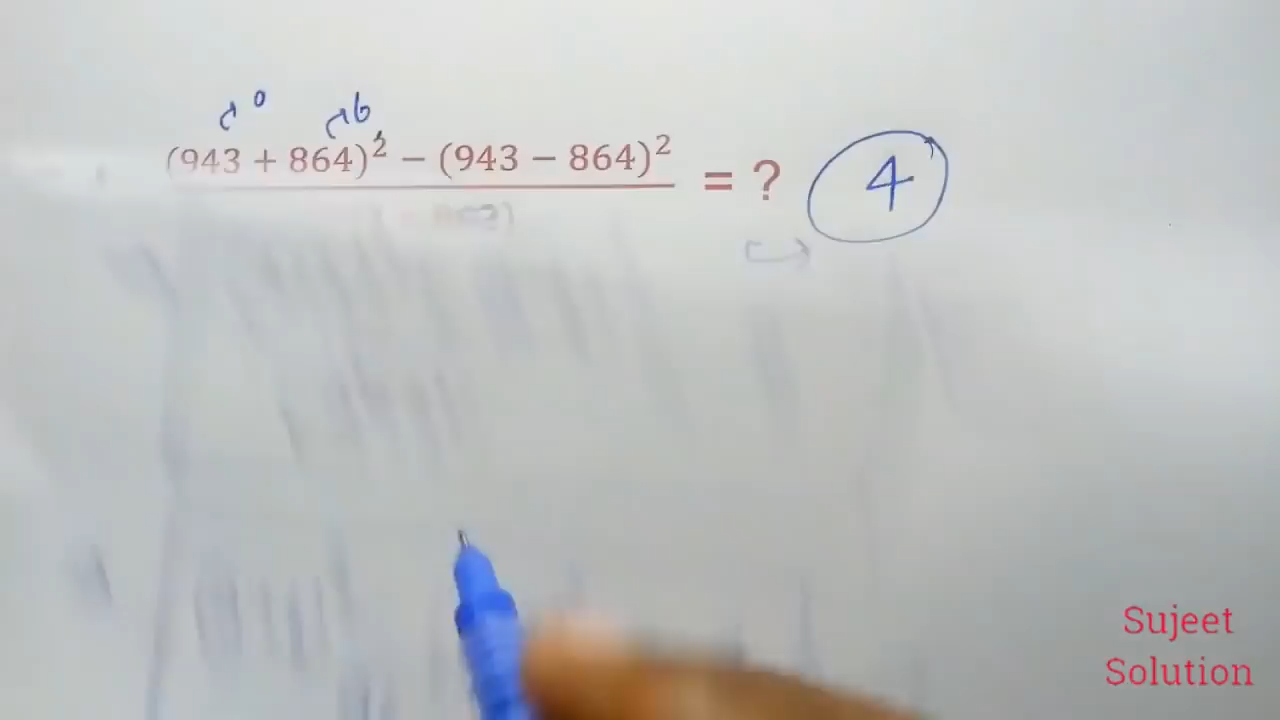 a b
(943 + 864)² − (943 − 864)² = ? 4
Sujeet
Solution